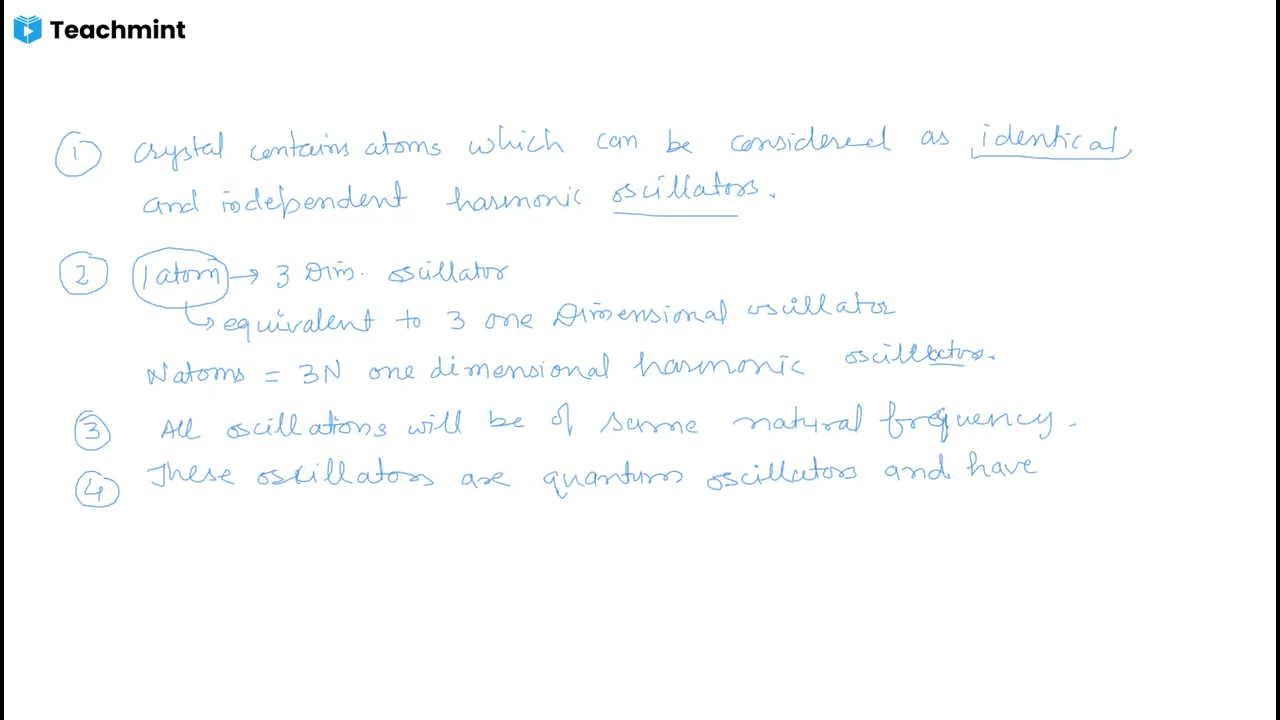 Teachmint
① crystal contains atoms which can be considered as identical
and independent harmonic oscillators.
② 1 atom → 3 Dim. oscillator
↳ equivalent to 3 one Dimensional oscillator
N atoms = 3N one dimensional harmonic oscillators.
③ All oscillations will be of same natural frequency.
④ These oscillators are quantum oscillators and have